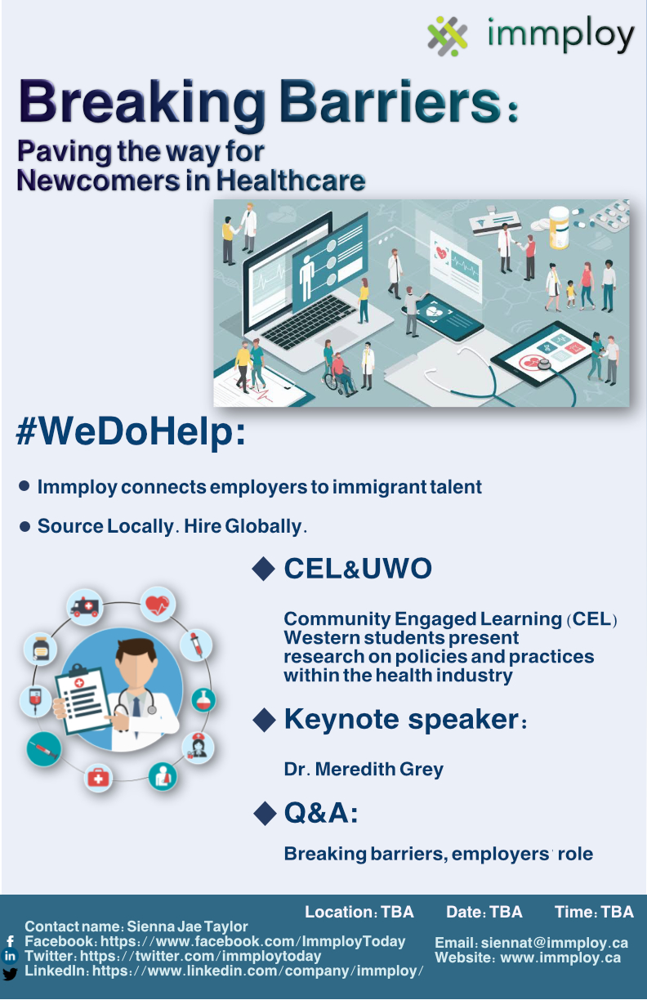 immploy
Breaking Barriers:
Paving the way for
Newcomers in Healthcare
#WeDoHelp:
Immploy connects employers to immigrant talent
Source Locally. Hire Globally.
CEL&UWO
Community Engaged Learning (CEL)
Western students present
research on policies and practices
within the health industry
Keynote speaker:
Dr. Meredith Grey
Q&A:
Breaking barriers, employers' role
Location: TBA Date: TBA Time: TBA
Contact name: Sienna Jae Taylor
Facebook: https://www.facebook.com/ImmployToday
Twitter: https://twitter.com/immploytoday
LinkedIn: https://www.linkedin.com/company/immploy/
Email: siennat@immploy.ca
Website: www.immploy.ca